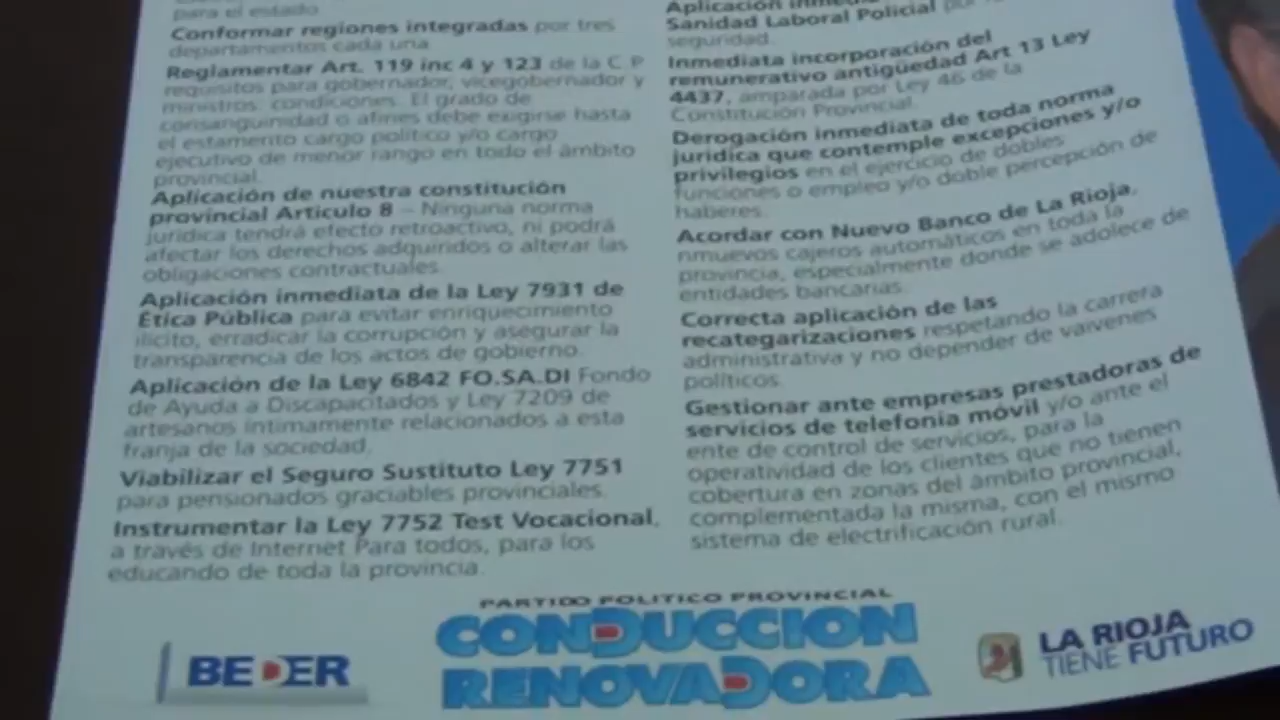 para el estado
Conformar regiones integradas por tres
departamentos cada una.
Reglamentar Art. 119 inc 4 y 123 de la C.P
requisitos para gobernador, vicegobernador y
ministros: condiciones. El grado de
consanguinidad o afines debe exigirse hasta
el estamento cargo político y/o cargo
ejecutivo de menor rango en todo el ámbito
provincial.
Aplicación de nuestra constitución
provincial Articulo 8 – Ninguna norma
jurídica tendrá efecto retroactivo, ni podrá
afectar los derechos adquiridos o alterar las
obligaciones contractuales.
Aplicación inmediata de la Ley 7931 de
Ética Pública para evitar enriquecimiento
ilícito, erradicar la corrupción y asegurar la
transparencia de los actos de gobierno.
Aplicación de la Ley 6842 FO.SA.DI Fondo
de Ayuda a Discapacitados y Ley 7209 de
artesanos íntimamente relacionados a esta
franja de la sociedad.
Viabilizar el Seguro Sustituto Ley 7751
para pensionados graciables provinciales.
Instrumentar la Ley 7752 Test Vocacional,
a través de Internet Para todos, para los
educando de toda la provincia.
Aplicación
Sanidad Laboral Policial por
seguridad.
Inmediata incorporación del
remunerativo antigüedad Art 13 Ley
4437, amparada por Ley 46 de la
Constitución Provincial.
Derogación inmediata de toda norma
jurídica que contemple excepciones y/o
privilegios en el ejercicio de dobles
funciones o empleo y/o doble percepción de
haberes.
Acordar con Nuevo Banco de La Rioja,
nmuevos cajeros automáticos en toda la
provincia, especialmente donde se adolece de
entidades bancarias.
Correcta aplicación de las
recategarizaciones respetando la carrera
administrativa y no depender de vaivenes
políticos.
Gestionar ante empresas prestadoras de
servicios de telefonía móvil y/o ante el
ente de control de servicios, para la
operatividad de los clientes que no tienen
cobertura en zonas del ámbito provincial,
complementada la misma, con el mismo
sistema de electrificación rural.
PARTIDO POLITICO PROVINCIAL
CONDUCCION
RENOVADORA
BEDER
LA RIOJA
TIENE FUTURO